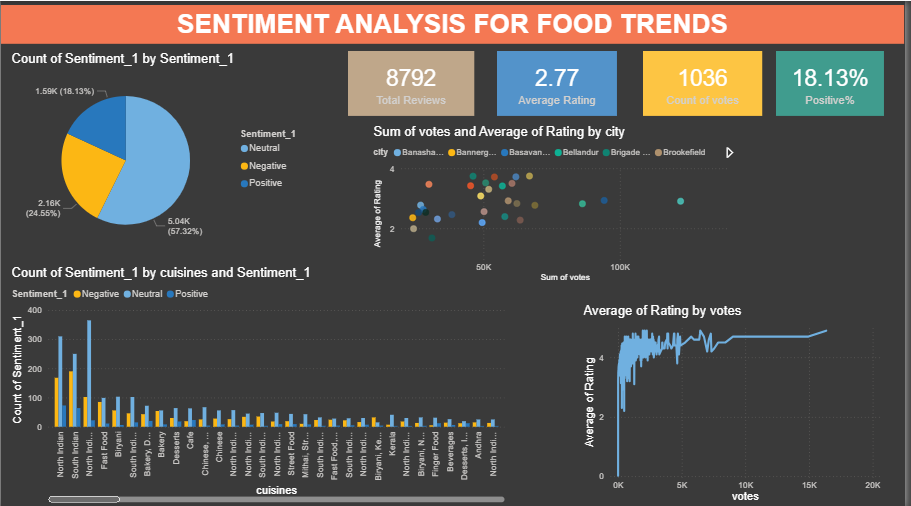 SENTIMENT ANALYSIS FOR FOOD TRENDS
Count of Sentiment_1 by Sentiment_1
1.59K (18.13%)
2.16K
(24.55%)
5.04K
(57.32%)
Sentiment_1
Neutral
Negative
Positive
8792
Total Reviews
2.77
Average Rating
1036
Count of votes
18.13%
Positive%
Sum of votes and Average of Rating by city
city Banasha... Bannerg... Basavan... Bellandur Brigade ... Brookefield
Average of Rating
4
2
50K 100K
Sum of votes
Count of Sentiment_1 by cuisines and Sentiment_1
Sentiment_1 Negative Neutral Positive
Count of Sentiment_1
400
300
200
100
0
North Indian
South Indian
North Indi...
Fast Food
Biryani
South Indi...
Bakery, D...
Bakery
Desserts
Cafe
Chinese, ...
Chinese
North Indi...
North Indi...
South Indi...
North Indi...
Street Food
Mithai, Str...
South Indi...
Fast Food,...
South Indi...
North Indi...
Biryani, Ke...
Kerala
North Indi...
Biryani, N...
Finger Food
Beverages
Desserts, I...
Andhra
North Indi...
cuisines
Average of Rating by votes
Average of Rating
4
2
0
0K 5K 10K 15K 20K
votes